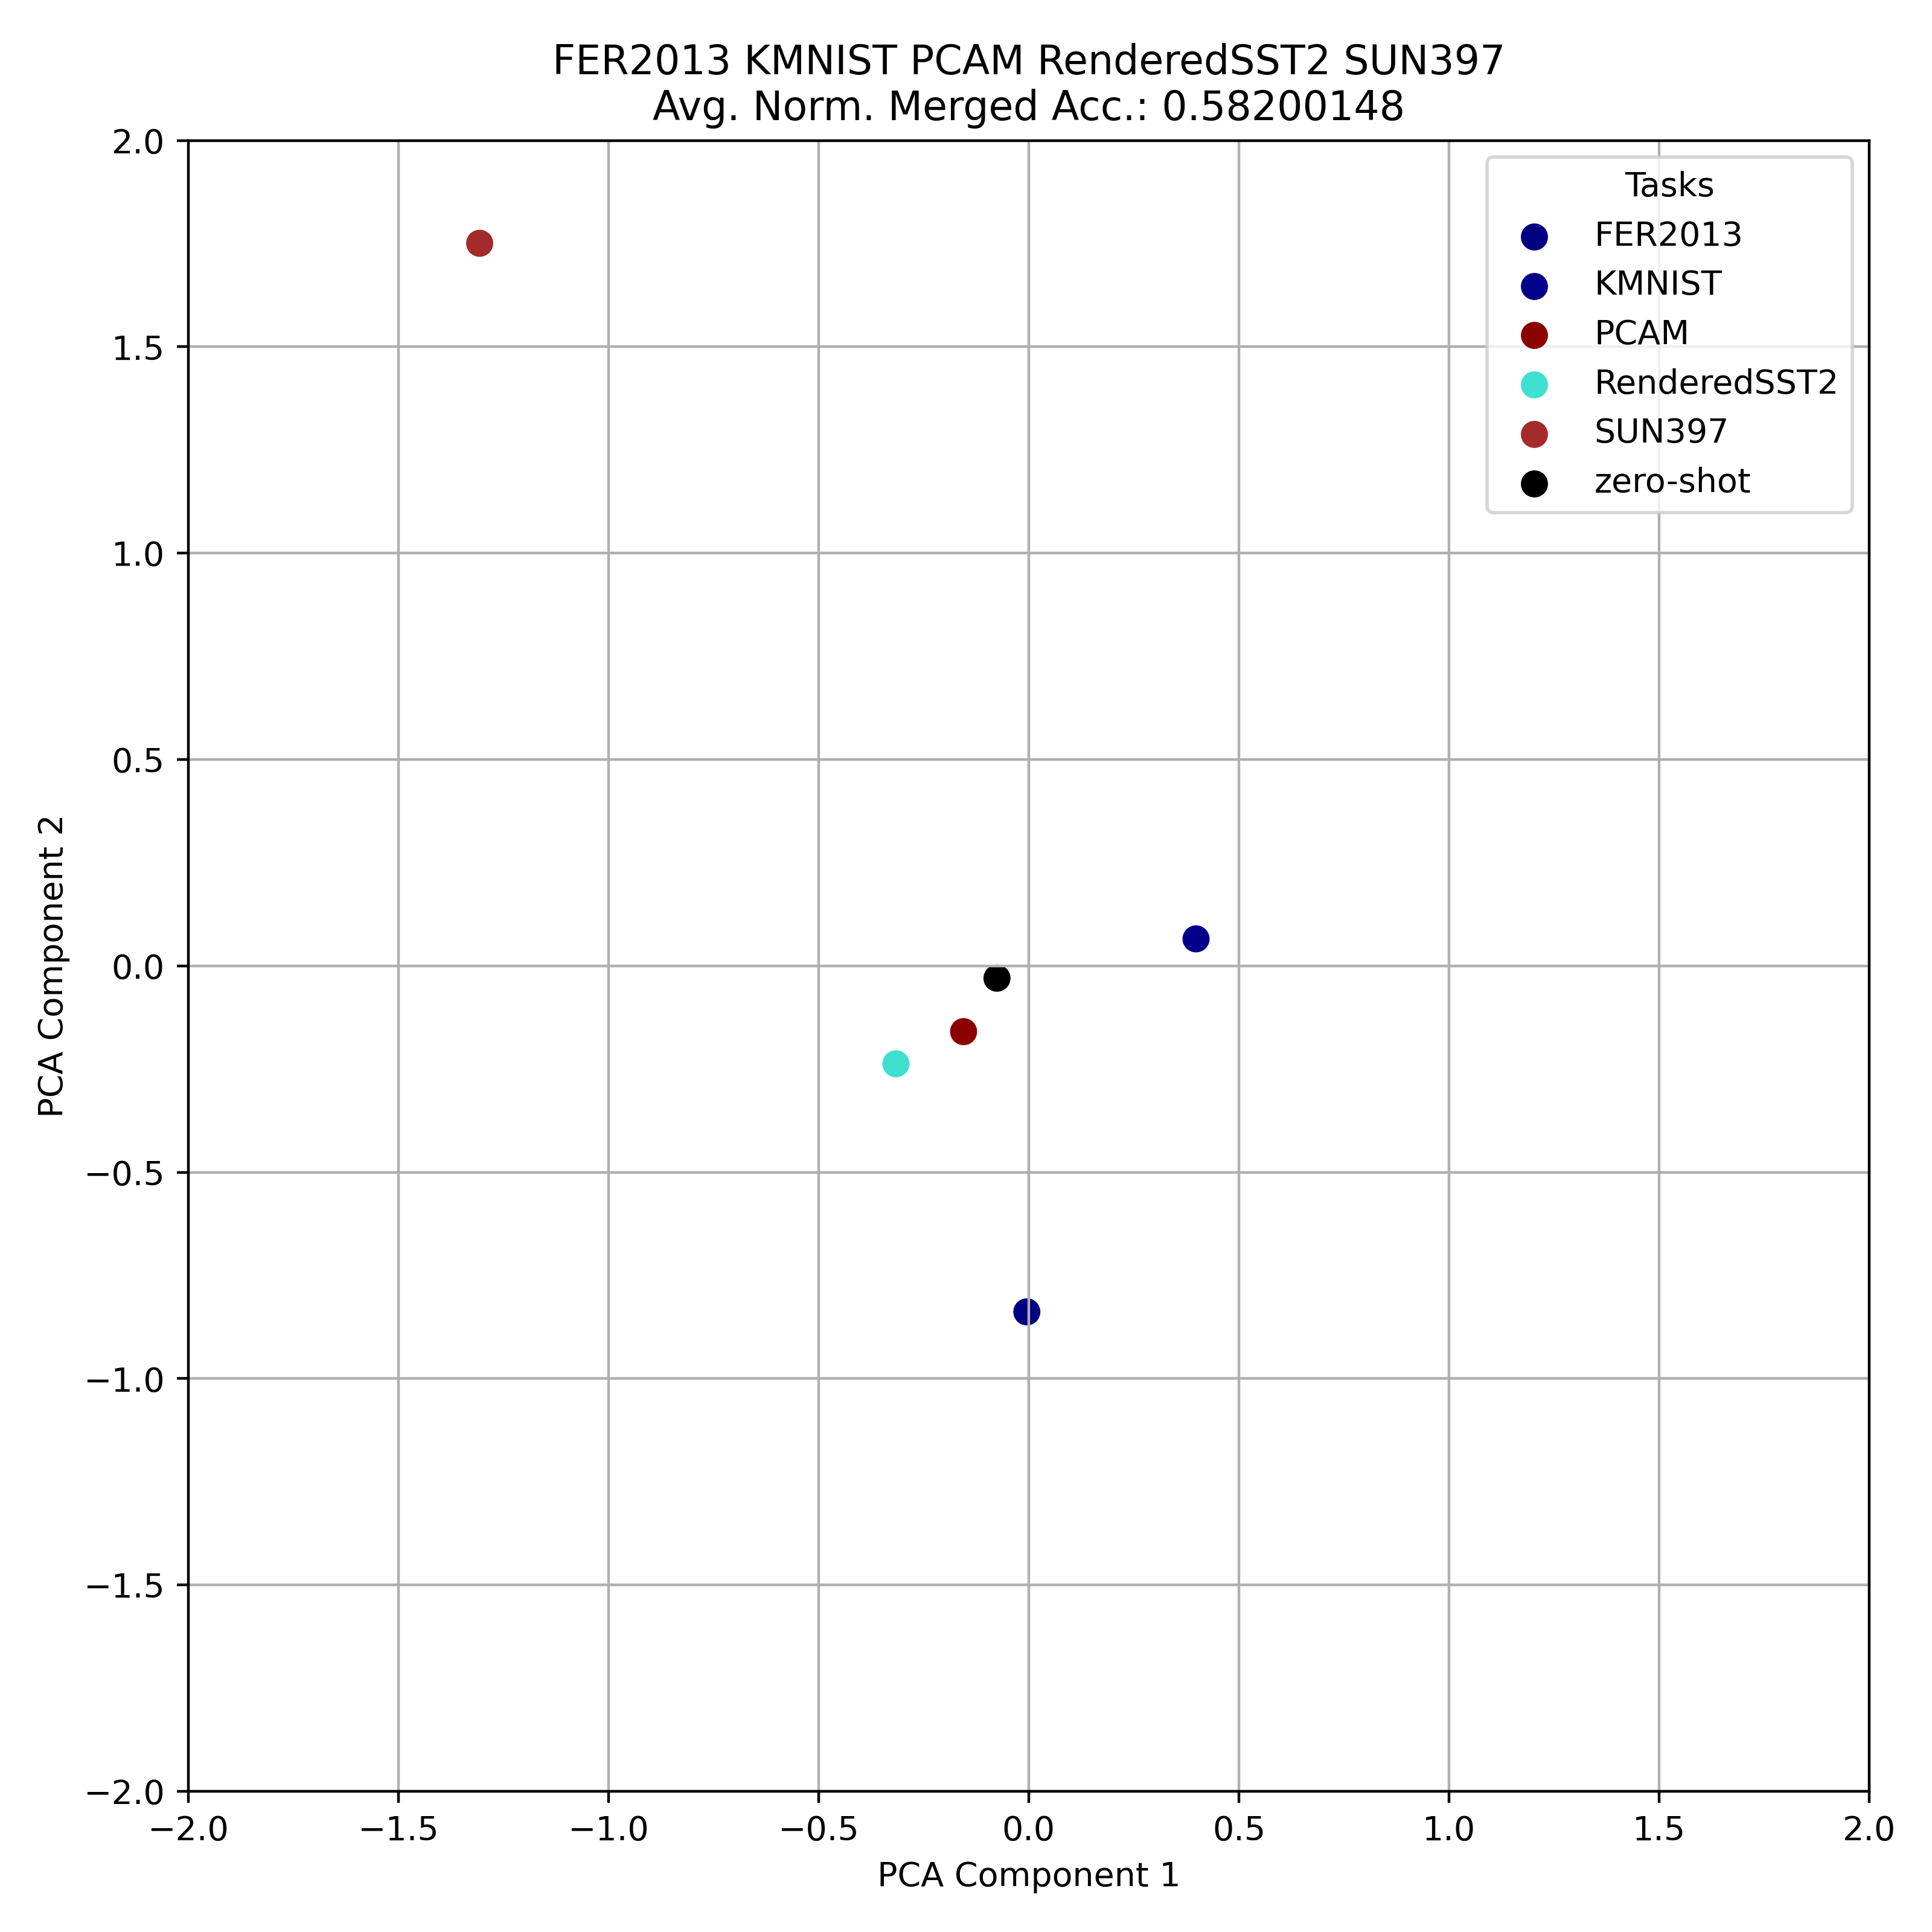 FER2013 KMNIST PCAM RenderedSST2 SUN397
Avg. Norm. Merged Acc.: 0.58200148
Tasks
FER2013
KMNIST
PCAM
RenderedSST2
SUN397
zero-shot
PCA Component 2
2.0
1.5
1.0
0.5
0.0
−0.5
−1.0
−1.5
−2.0
−2.0 −1.5 −1.0 −0.5 0.0 0.5 1.0 1.5 2.0
PCA Component 1